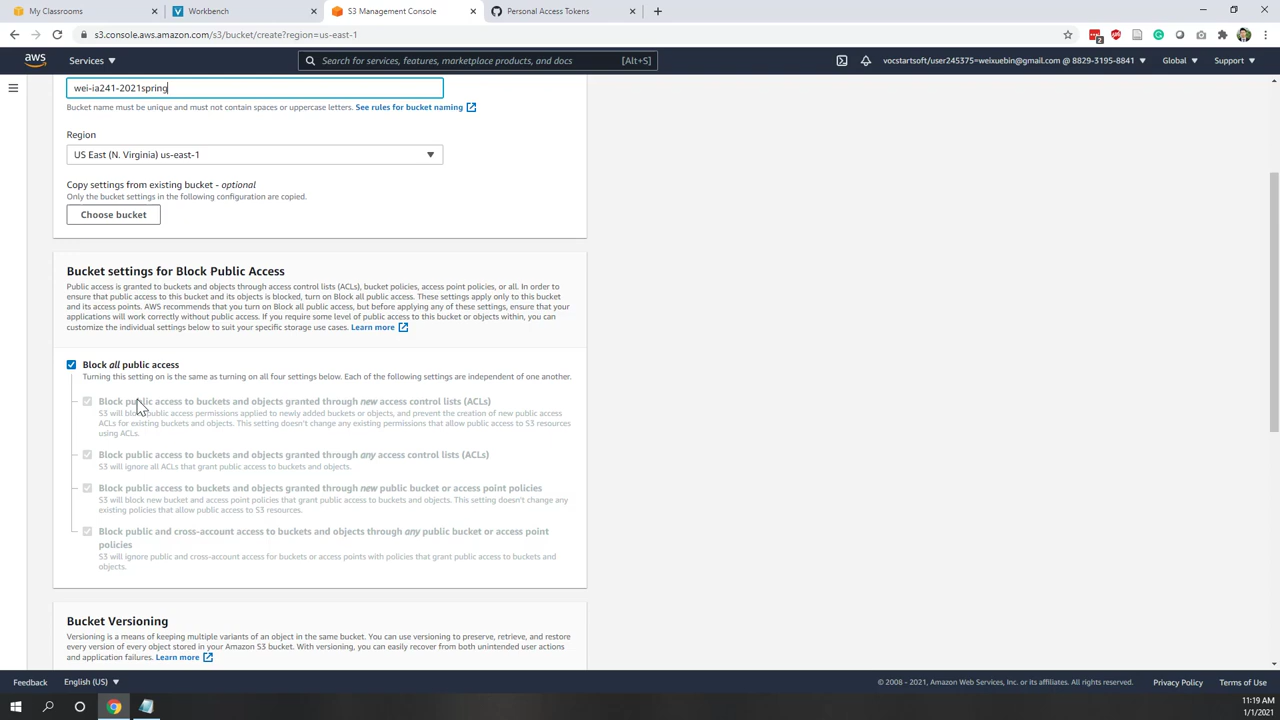 My Classrooms
Workbench
S3 Management Console
Personal Access Tokens
s3.console.aws.amazon.com/s3/bucket/create?region=us-east-1
2
aws
Services
Search for services, features, marketplace products, and docs
[Alt+S]
vocstartsoft/user245375=weixuebin@gmail.com @ 8829-3195-8841
Global
Support
wei-ia241-2021spring
Bucket name must be unique and must not contain spaces or uppercase letters. See rules for bucket naming
Region
US East (N. Virginia) us-east-1
Copy settings from existing bucket - optional
Only the bucket settings in the following configuration are copied.
Choose bucket
Bucket settings for Block Public Access
Public access is granted to buckets and objects through access control lists (ACLs), bucket policies, access point policies, or all. In order to
ensure that public access to this bucket and its objects is blocked, turn on Block all public access. These settings apply only to this bucket
and its access points. AWS recommends that you turn on Block all public access, but before applying any of these settings, ensure that your
applications will work correctly without public access. If you require some level of public access to this bucket or objects within, you can
customize the individual settings below to suit your specific storage use cases. Learn more
Block all public access
Turning this setting on is the same as turning on all four settings below. Each of the following settings are independent of one another.
Block public access to buckets and objects granted through new access control lists (ACLs)
S3 will block public access permissions applied to newly added buckets or objects, and prevent the creation of new public access
ACLs for existing buckets and objects. This setting doesn't change any existing permissions that allow public access to S3 resources
using ACLs.
Block public access to buckets and objects granted through any access control lists (ACLs)
S3 will ignore all ACLs that grant public access to buckets and objects.
Block public access to buckets and objects granted through new public bucket or access point policies
S3 will block new bucket and access point policies that grant public access to buckets and objects. This setting doesn't change any
existing policies that allow public access to S3 resources.
Block public and cross-account access to buckets and objects through any public bucket or access point
policies
S3 will ignore public and cross-account access for buckets or access points with policies that grant public access to buckets and
objects.
Bucket Versioning
Versioning is a means of keeping multiple variants of an object in the same bucket. You can use versioning to preserve, retrieve, and restore
every version of every object stored in your Amazon S3 bucket. With versioning, you can easily recover from both unintended user actions
and application failures. Learn more
Feedback
English (US)
© 2008 - 2021, Amazon Web Services, Inc. or its affiliates. All rights reserved.
Privacy Policy
Terms of Use
11:19 AM
1/1/2021